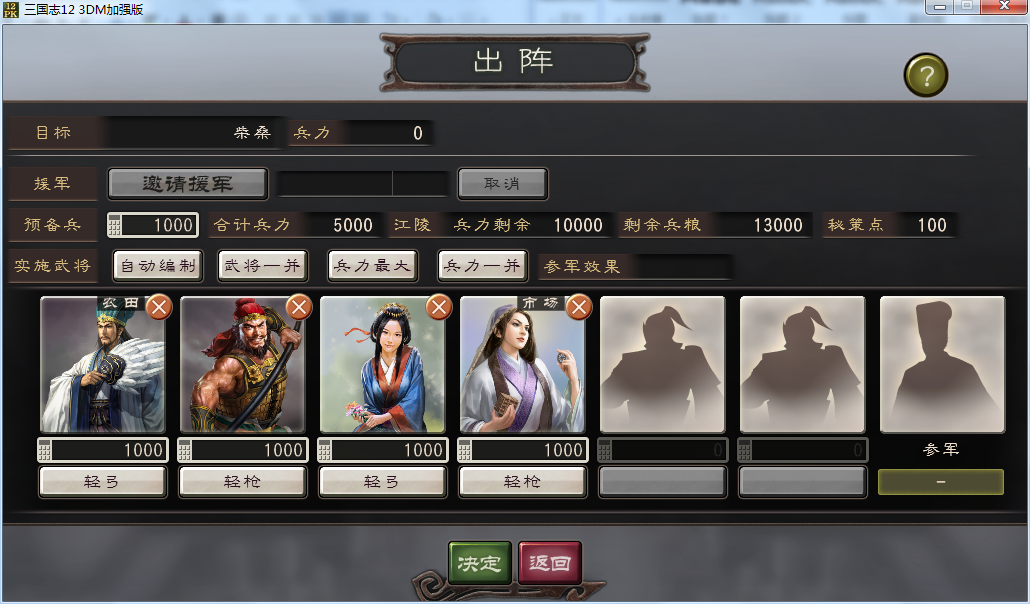 12
PK 三国志12 3DM加强版
出 阵
?
目标 柴桑 兵力 0
援军 邀请援军 取消
预备兵 1000 合计兵力 5000 江陵 兵力剩余 10000 剩余兵粮 13000 秘策点 100
实施武将 自动编制 武将一并 兵力最大 兵力一并 参军效果
农田 市场
1000 1000 1000 1000 0 0 参军
轻弓 轻枪 轻弓 轻枪 －
决定 返回